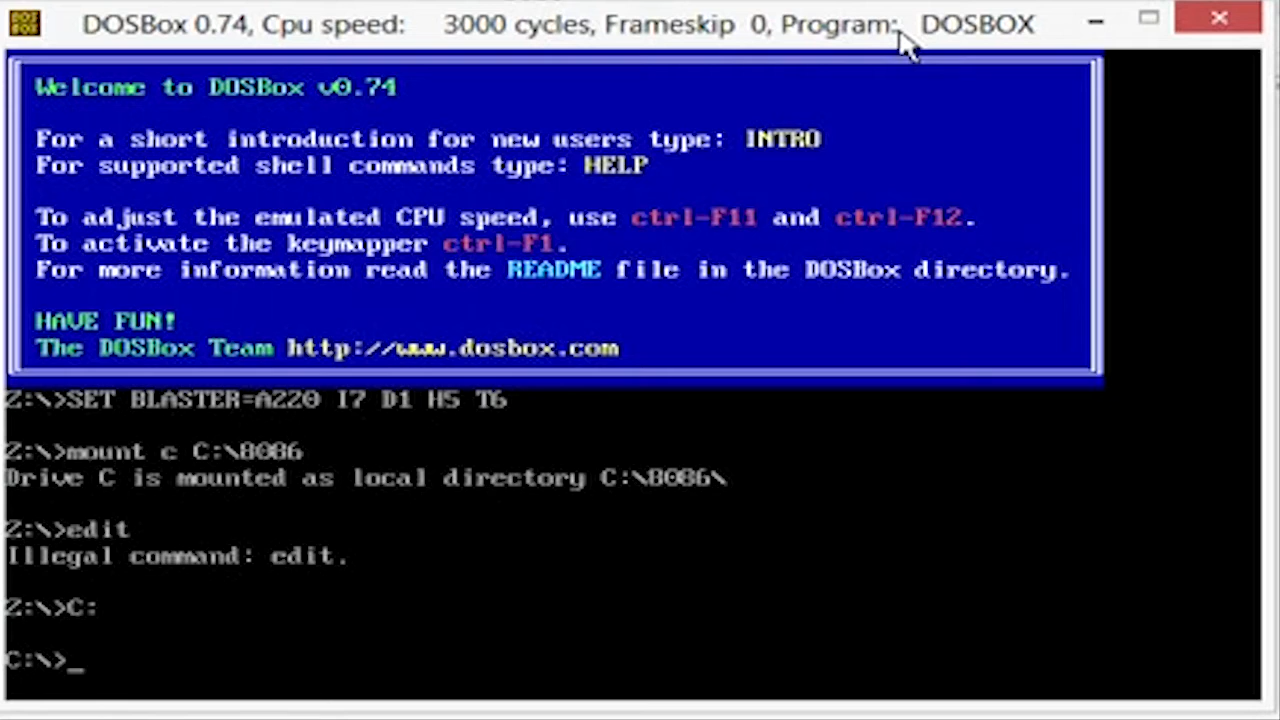 DOSBox 0.74, Cpu speed: 3000 cycles, Frameskip 0, Program: DOSBOX
Welcome to DOSBox v0.74
For a short introduction for new users type: INTRO
For supported shell commands type: HELP
To adjust the emulated CPU speed, use ctrl-F11 and ctrl-F12.
To activate the keymapper ctrl-F1.
For more information read the README file in the DOSBox directory.
HAVE FUN!
The DOSBox Team http://www.dosbox.com
Z:\>SET BLASTER=A220 I7 D1 H5 T6
Z:\>mount c C:\8086
Drive C is mounted as local directory C:\8086\
Z:\>edit
Illegal command: edit.
Z:\>C:
C:\>_